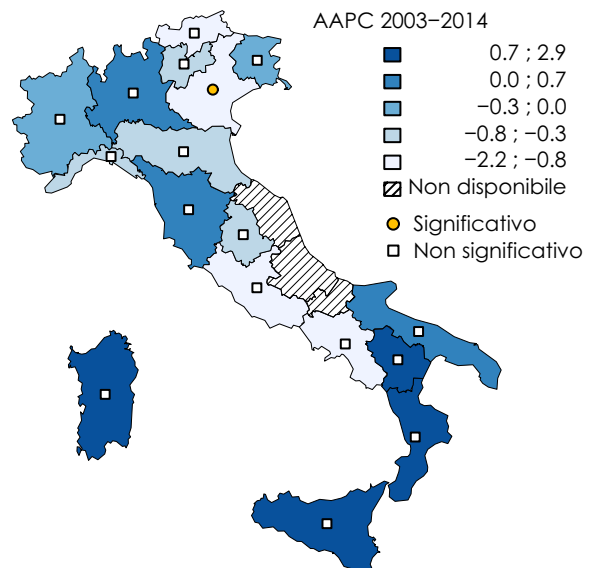 AAPC 2003−2014
0.7 ; 2.9
0.0 ; 0.7
−0.3 ; 0.0
−0.8 ; −0.3
−2.2 ; −0.8
Non disponibile
Significativo
Non significativo